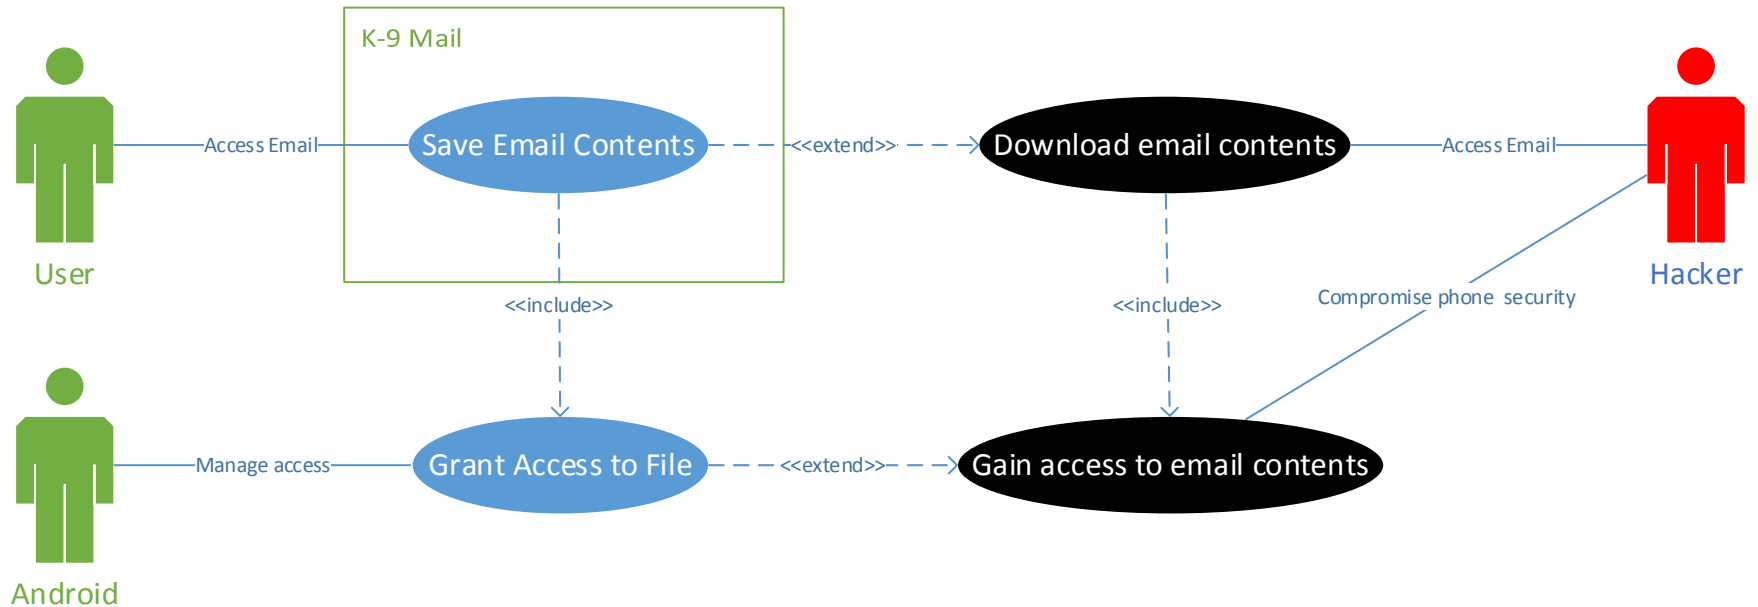 K-9 Mail
Access Email
Save Email Contents
<<extend>>
Download email contents
Access Email
User
Hacker
<<include>>
<<include>>
Compromise phone security
Manage access
Grant Access to File
<<extend>>
Gain access to email contents
Android